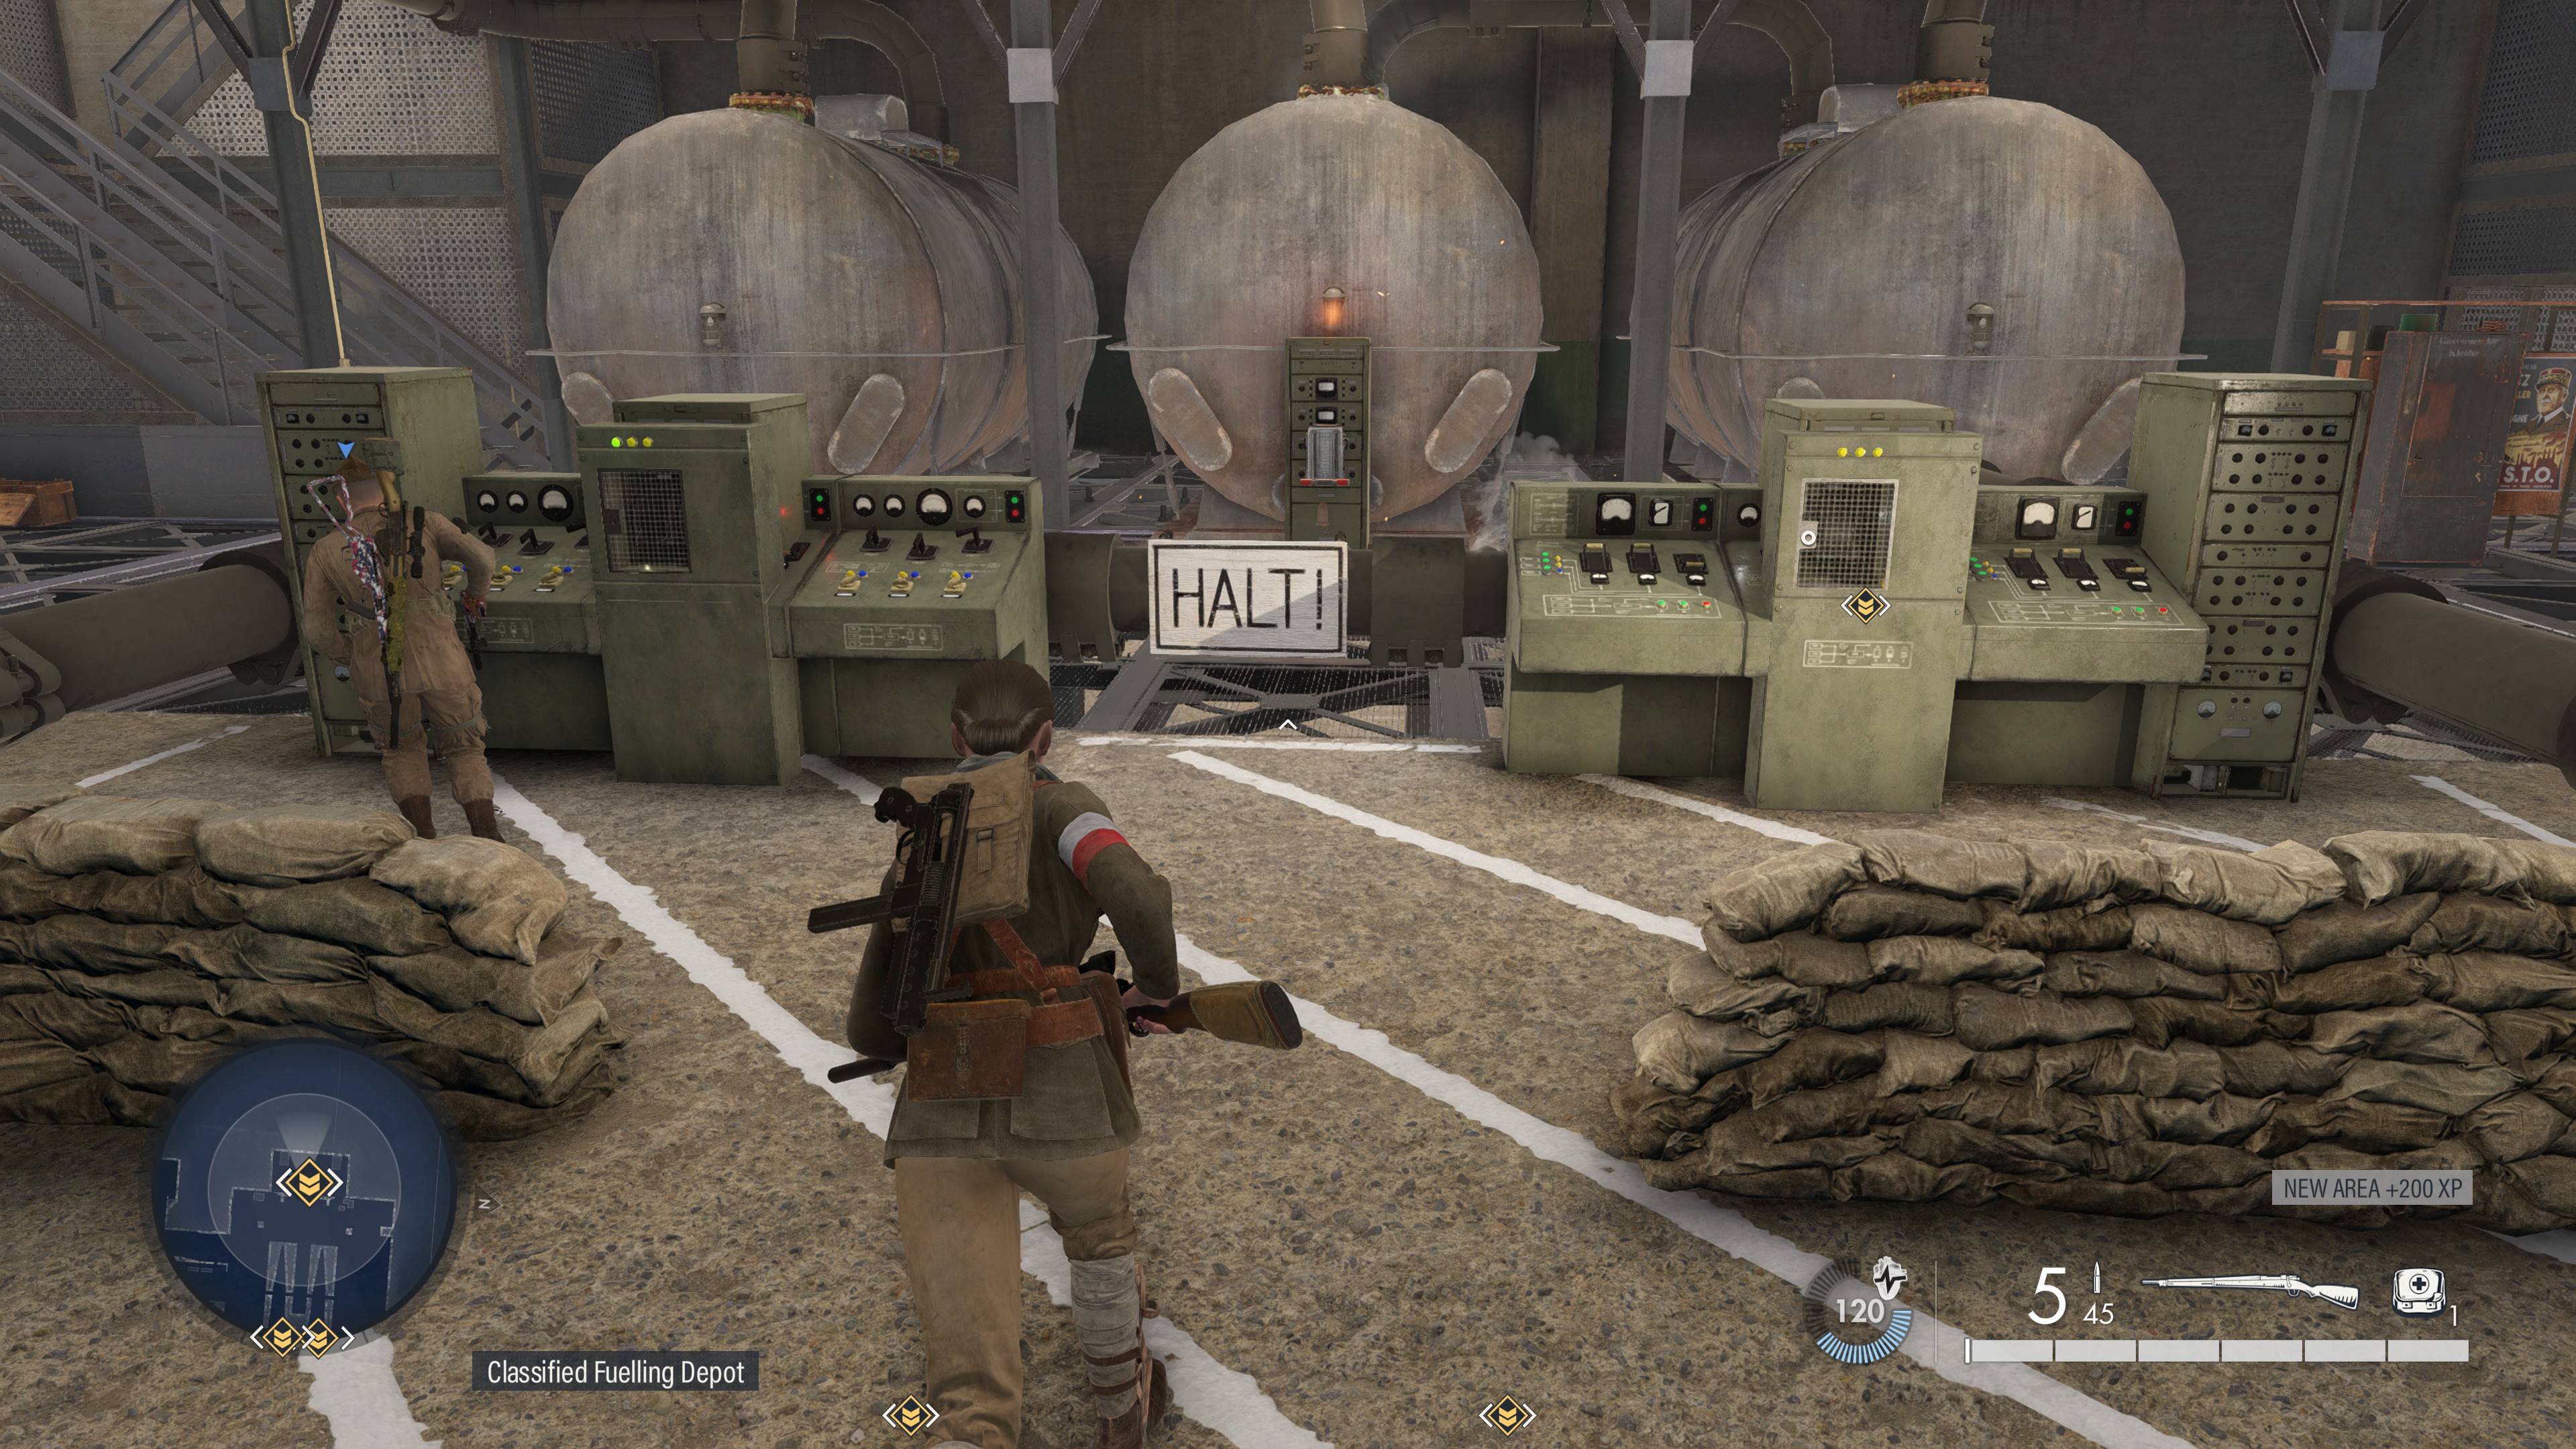 HALT!
S.T.O.
NEW AREA +200 XP
Z
120
5
45
1
Classified Fuelling Depot